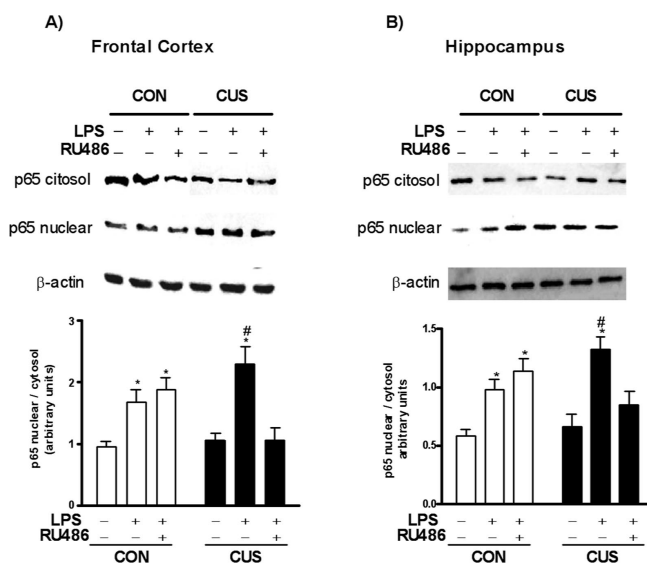 A)
Frontal Cortex
CON CUS
LPS − + + − + +
RU486 − − + − − +
p65 citosol
p65 nuclear
β-actin
p65 nuclear / cytosol
(arbitrary units)
3
2
1
0
* * # *
LPS − + + − + +
RU486 − − + − − +
CON CUS
B)
Hippocampus
CON CUS
LPS − + + − + +
RU486 − − + − − +
p65 citosol
p65 nuclear
β-actin
p65 nuclear / cytosol
arbitrary units
1.5
1.0
0.5
0.0
* * # *
LPS − + + − + +
RU486 − − + − − +
CON CUS